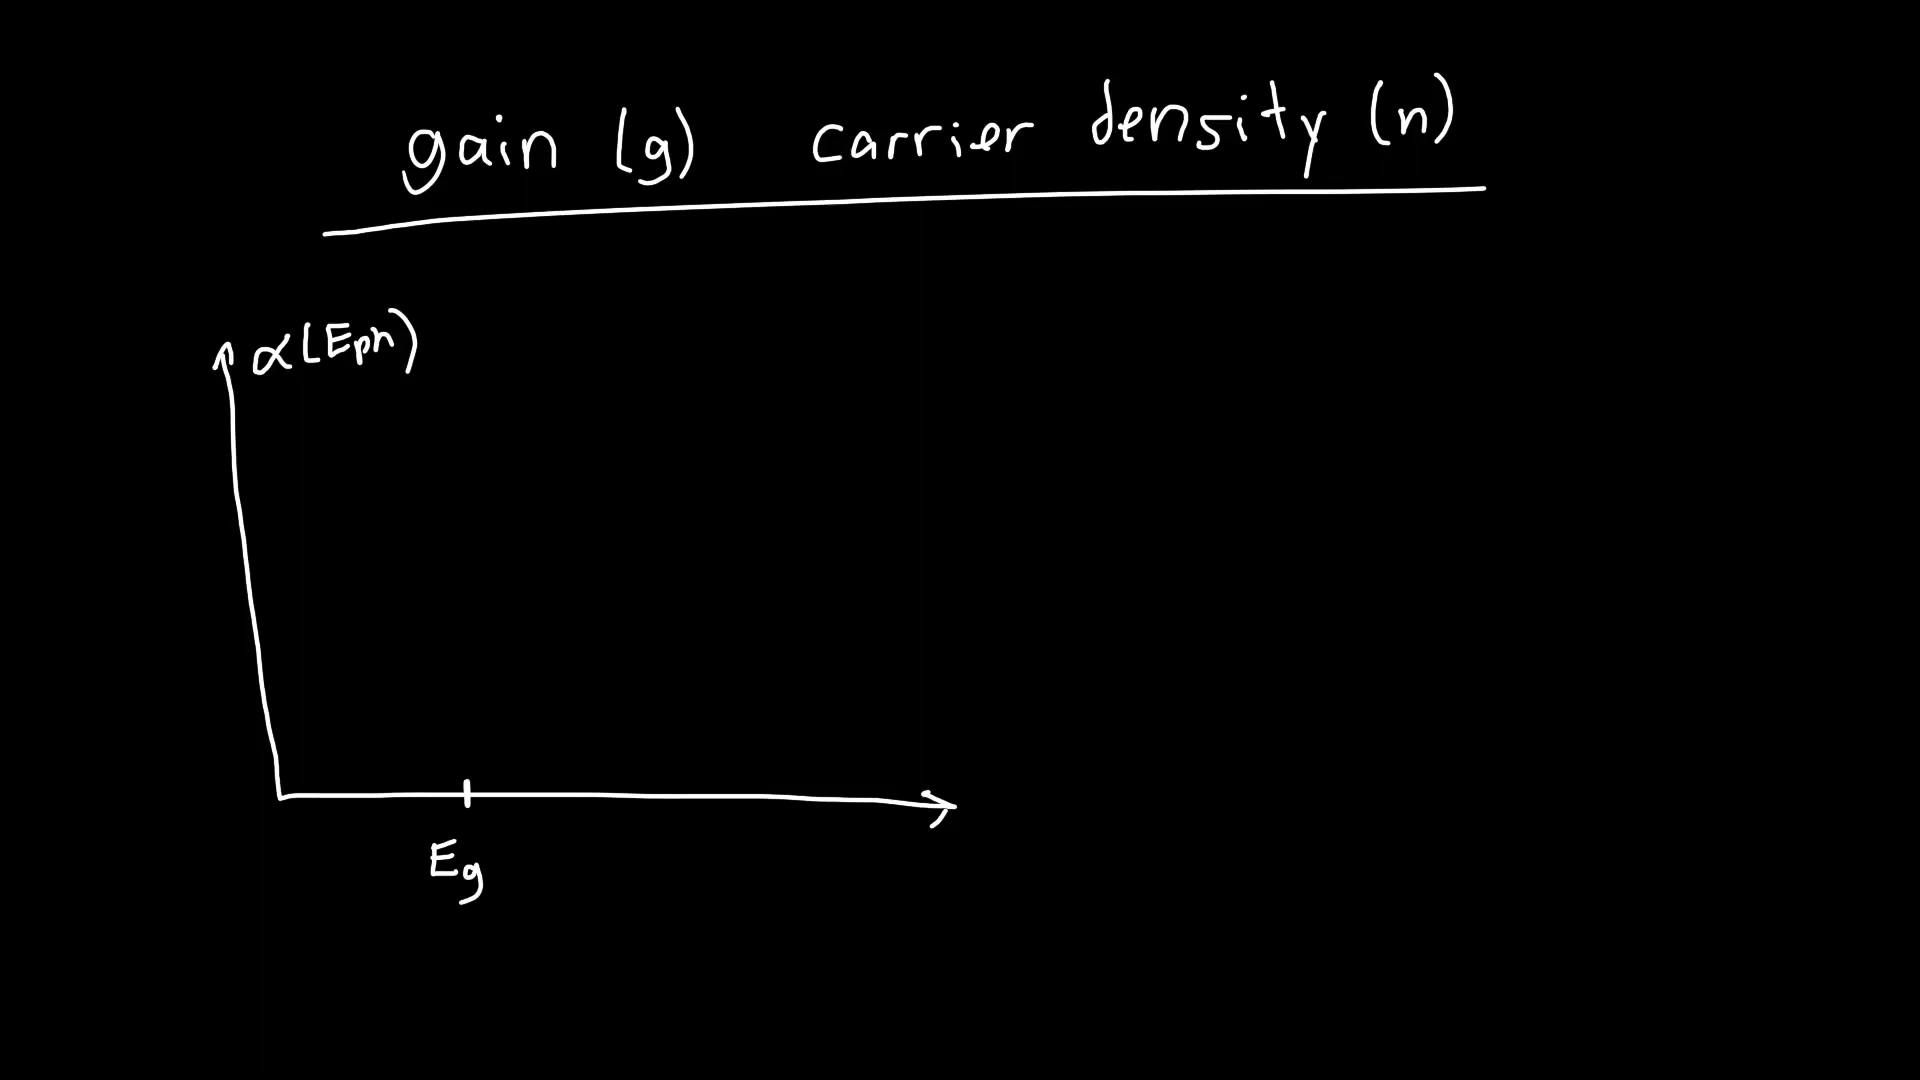 gain (g) carrier density (n)
α(Eph)
Eg